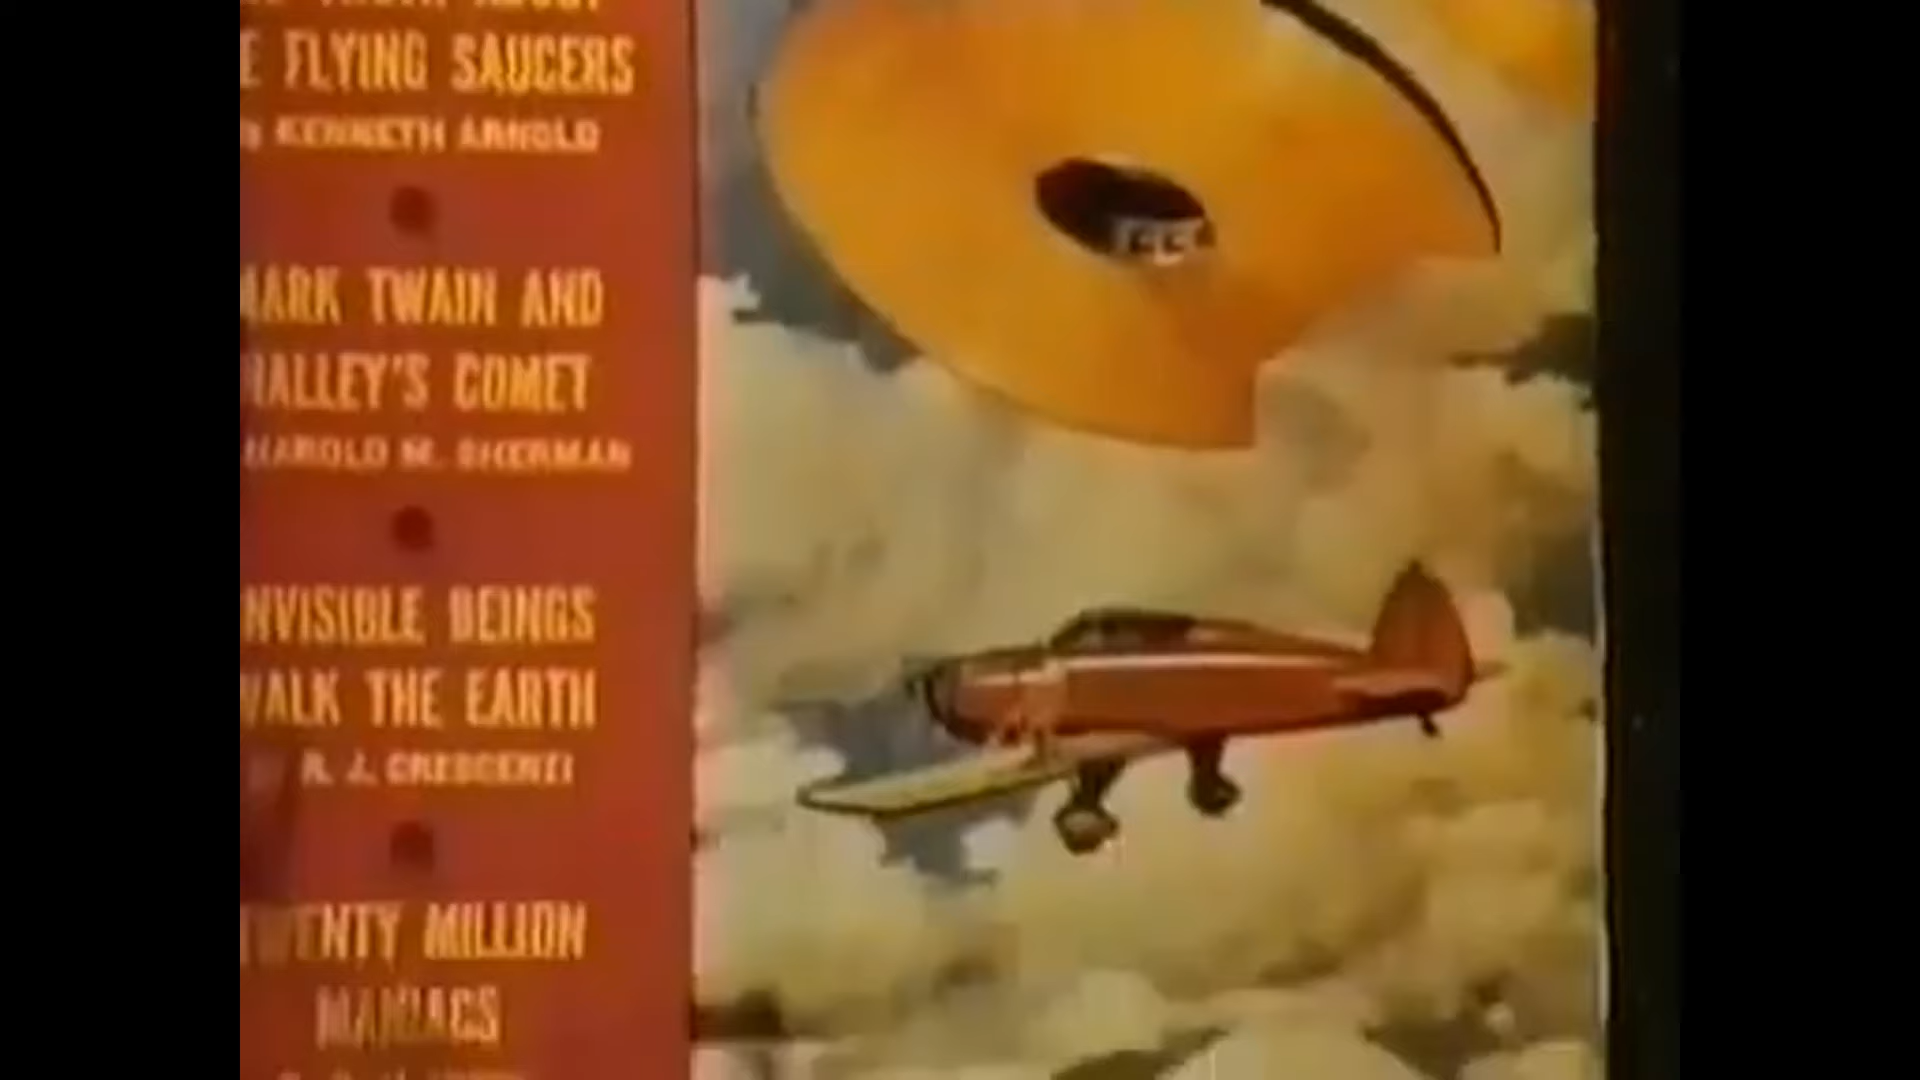 E FLYING SAUCERS
KENNETH ARNOLD
MARK TWAIN AND
HALLEY'S COMET
HAROLD M. SHERMAN
INVISIBLE BEINGS
WALK THE EARTH
R. J. CRESCENZI
TWENTY MILLION
MANIACS